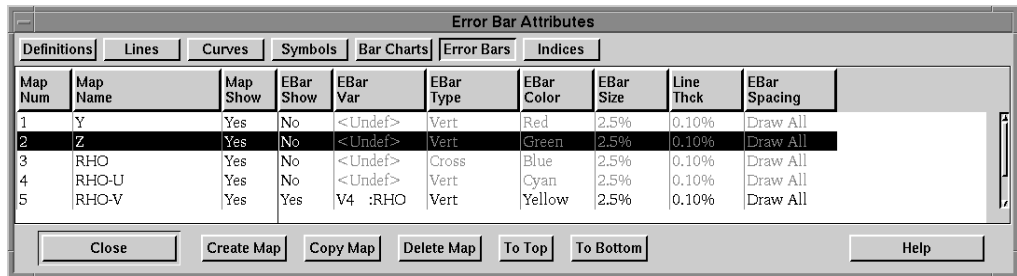 Error Bar Attributes
Definitions Lines Curves Symbols Bar Charts Error Bars Indices
Map Num Map Name Map Show EBar Show EBar Var EBar Type EBar Color EBar Size Line Thck EBar Spacing
1 Y Yes No <Undef> Vert Red 2.5% 0.10% Draw All
2 Z Yes No <Undef> Vert Green 2.5% 0.10% Draw All
3 RHO Yes No <Undef> Cross Blue 2.5% 0.10% Draw All
4 RHO-U Yes No <Undef> Vert Cyan 2.5% 0.10% Draw All
5 RHO-V Yes Yes V4 :RHO Vert Yellow 2.5% 0.10% Draw All
Close Create Map Copy Map Delete Map To Top To Bottom Help